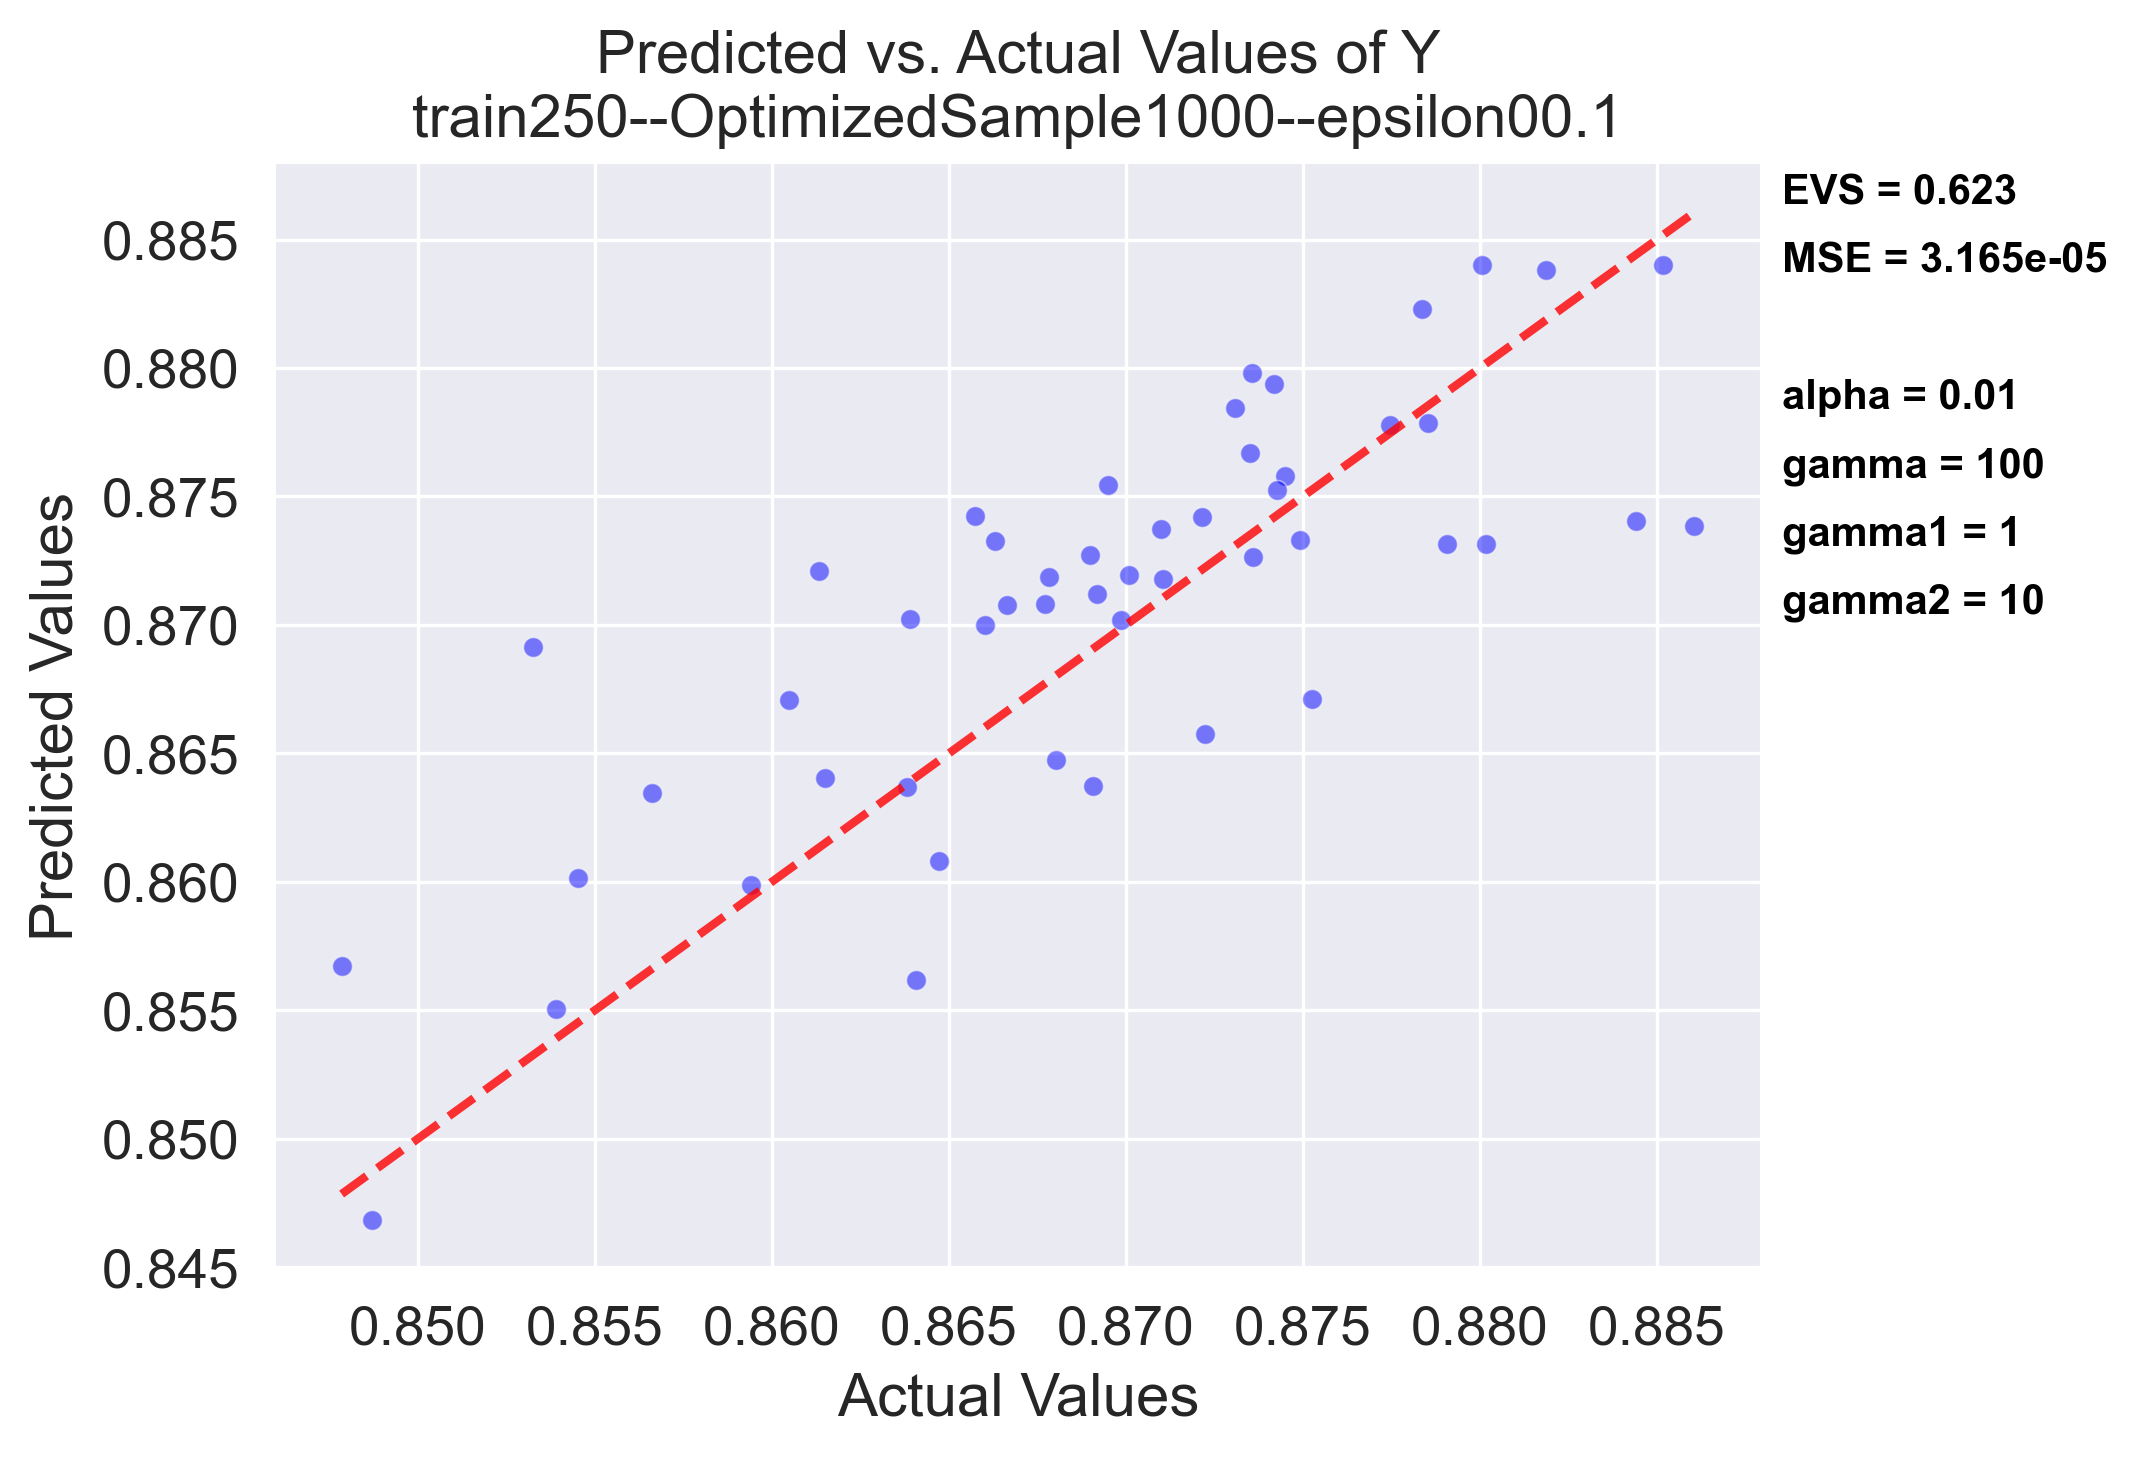 Predicted vs. Actual Values of Y
train250--OptimizedSample1000--epsilon00.1
EVS = 0.623
MSE = 3.165e-05
alpha = 0.01
gamma = 100
gamma1 = 1
gamma2 = 10
Predicted Values
0.885
0.880
0.875
0.870
0.865
0.860
0.855
0.850
0.845
0.850 0.855 0.860 0.865 0.870 0.875 0.880 0.885
Actual Values